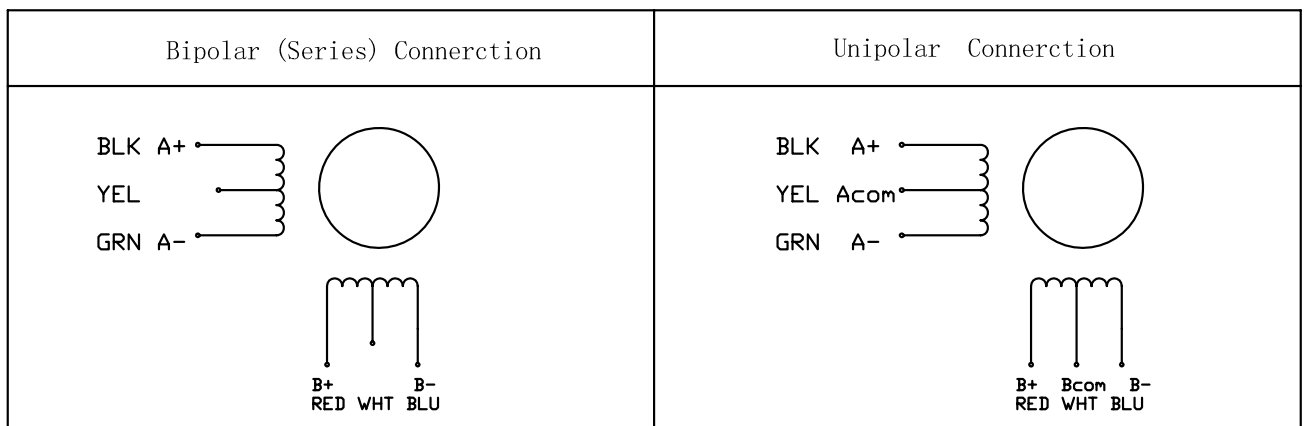 Bipolar (Series) Connerction
Unipolar Connerction
BLK A+
YEL
GRN A-
B+ B-
RED WHT BLU
BLK A+
YEL Acom
GRN A-
B+ Bcom B-
RED WHT BLU